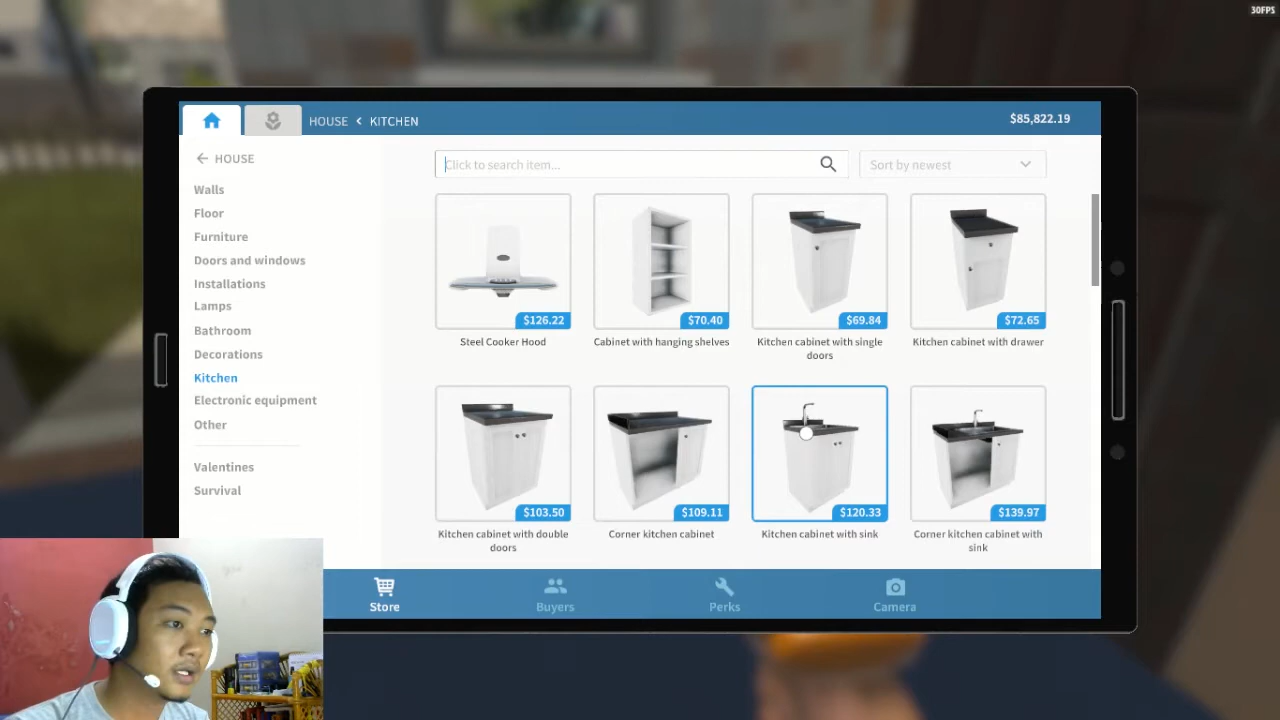 30FPS
HOUSE < KITCHEN
$85,822.19
← HOUSE
Click to search item...
Sort by newest
Walls
Floor
Furniture
Doors and windows
Installations
Lamps
Bathroom
Decorations
Kitchen
Electronic equipment
Other
Valentines
Survival
$126.22
$70.40
$69.84
$72.65
Steel Cooker Hood
Cabinet with hanging shelves
Kitchen cabinet with single
doors
Kitchen cabinet with drawer
$103.50
$109.11
$120.33
$139.97
Kitchen cabinet with double
doors
Corner kitchen cabinet
Kitchen cabinet with sink
Corner kitchen cabinet with
sink
Store
Buyers
Perks
Camera